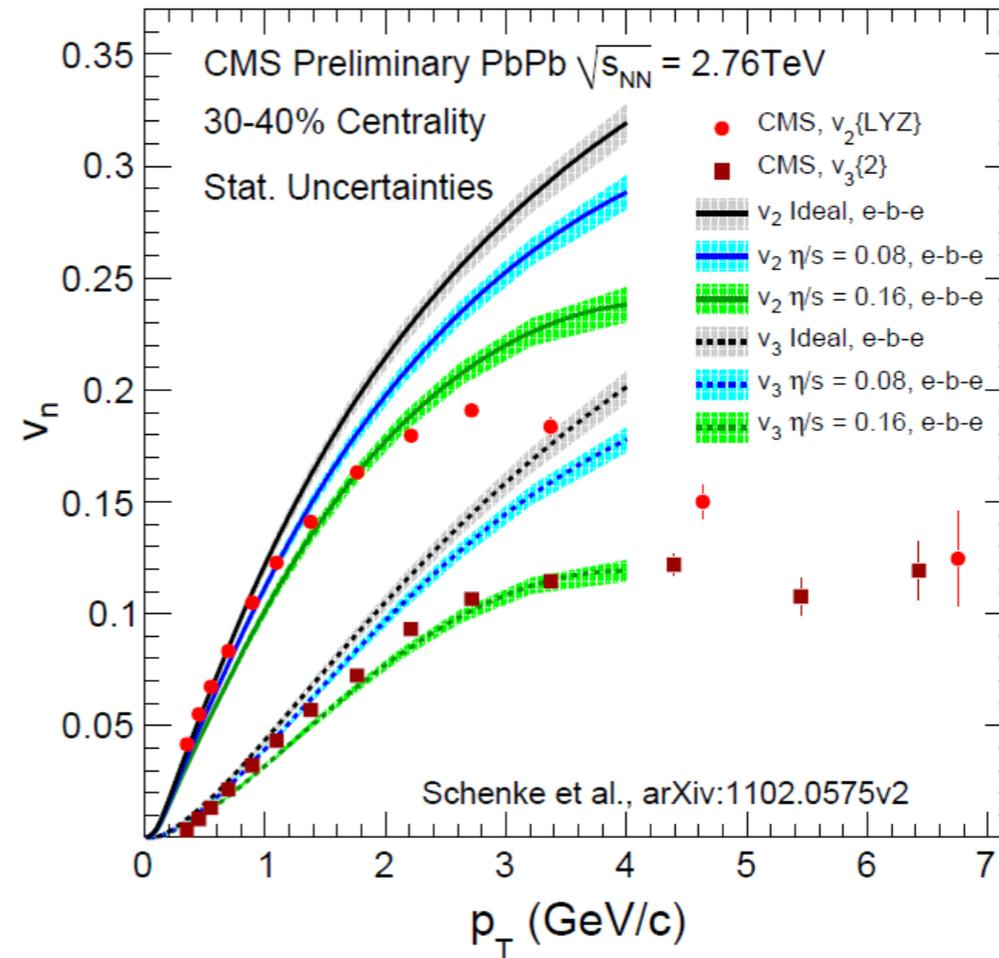 CMS Preliminary PbPb √s_NN = 2.76TeV
30-40% Centrality
Stat. Uncertainties
CMS, v₂{LYZ}
CMS, v₃{2}
v₂ Ideal, e-b-e
v₂ η/s = 0.08, e-b-e
v₂ η/s = 0.16, e-b-e
v₃ Ideal, e-b-e
v₃ η/s = 0.08, e-b-e
v₃ η/s = 0.16, e-b-e
Schenke et al., arXiv:1102.0575v2
vₙ
0.35
0.3
0.25
0.2
0.15
0.1
0.05
0 1 2 3 4 5 6 7
p_T (GeV/c)